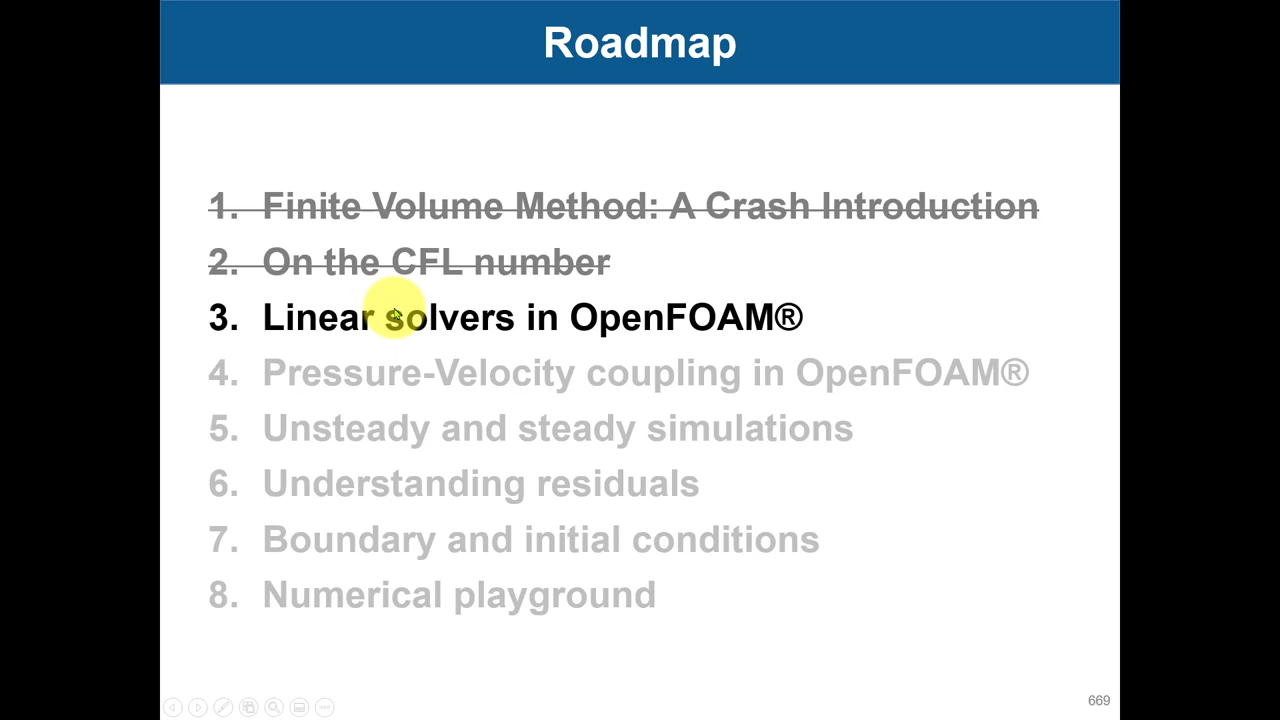 Roadmap
1. Finite Volume Method: A Crash Introduction
2. On the CFL number
3. Linear solvers in OpenFOAM®
4. Pressure-Velocity coupling in OpenFOAM®
5. Unsteady and steady simulations
6. Understanding residuals
7. Boundary and initial conditions
8. Numerical playground
669